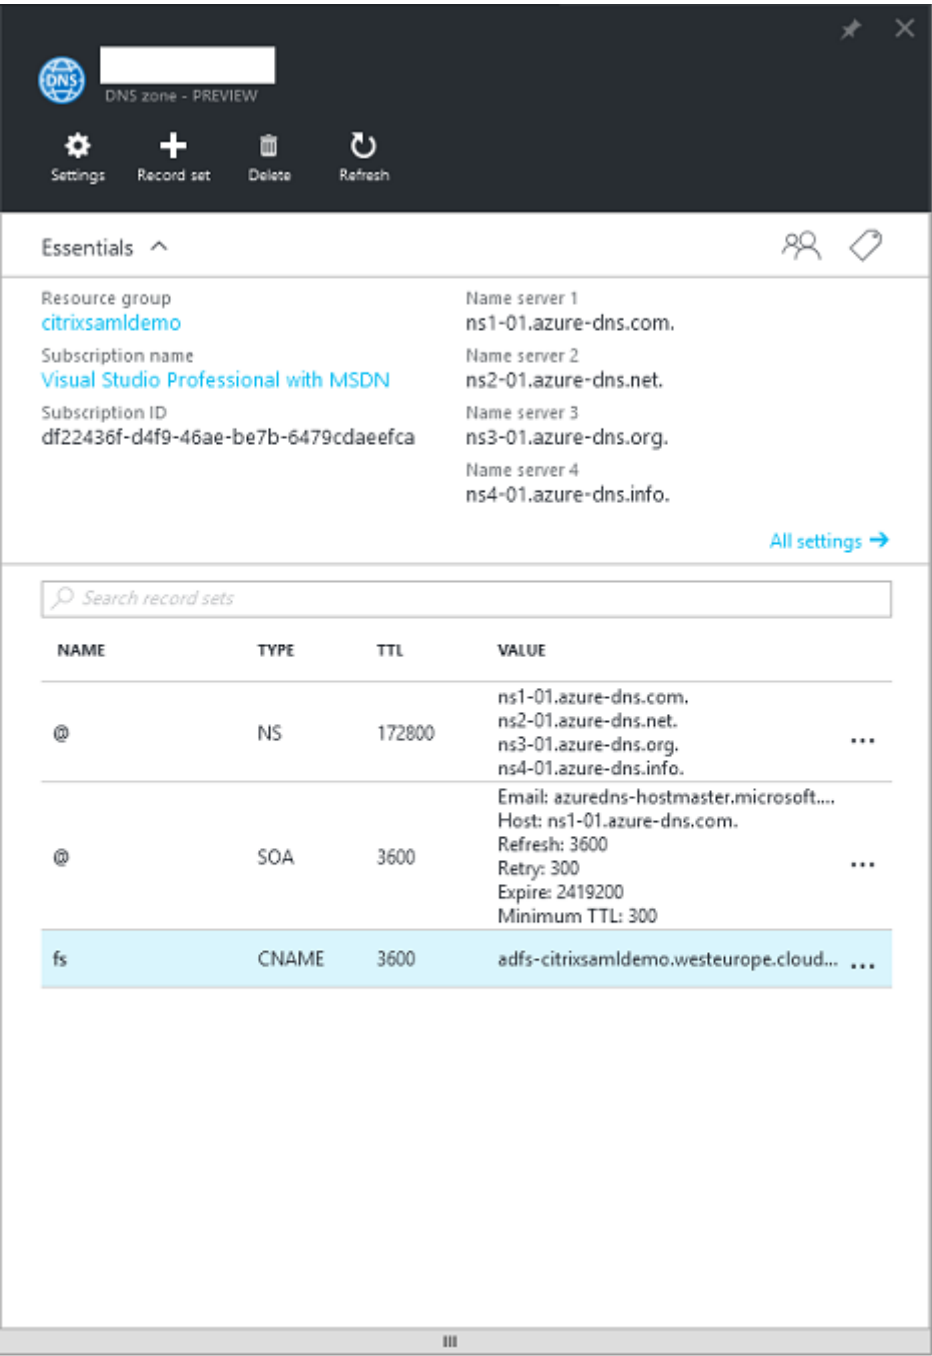 DNS
DNS zone - PREVIEW
Settings
Record set
Delete
Refresh
Essentials
Resource group
citrixsamldemo
Subscription name
Visual Studio Professional with MSDN
Subscription ID
df22436f-d4f9-46ae-be7b-6479cdaeefca
Name server 1
ns1-01.azure-dns.com.
Name server 2
ns2-01.azure-dns.net.
Name server 3
ns3-01.azure-dns.org.
Name server 4
ns4-01.azure-dns.info.
All settings →
Search record sets
NAME TYPE TTL VALUE
@ NS 172800
ns1-01.azure-dns.com.
ns2-01.azure-dns.net.
ns3-01.azure-dns.org.
ns4-01.azure-dns.info.
...
@ SOA 3600
Email: azuredns-hostmaster.microsoft....
Host: ns1-01.azure-dns.com.
Refresh: 3600
Retry: 300
Expire: 2419200
Minimum TTL: 300
...
fs CNAME 3600 adfs-citrixsamldemo.westeurope.cloud... ...